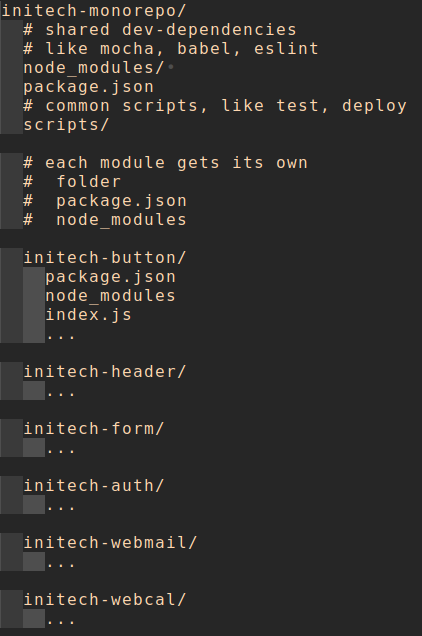 initech-monorepo/
# shared dev-dependencies
# like mocha, babel, eslint
node_modules/
package.json
# common scripts, like test, deploy
scripts/
# each module gets its own
#  folder
#  package.json
#  node_modules
initech-button/
package.json
node_modules
index.js
...
initech-header/
...
initech-form/
...
initech-auth/
...
initech-webmail/
...
initech-webcal/
...